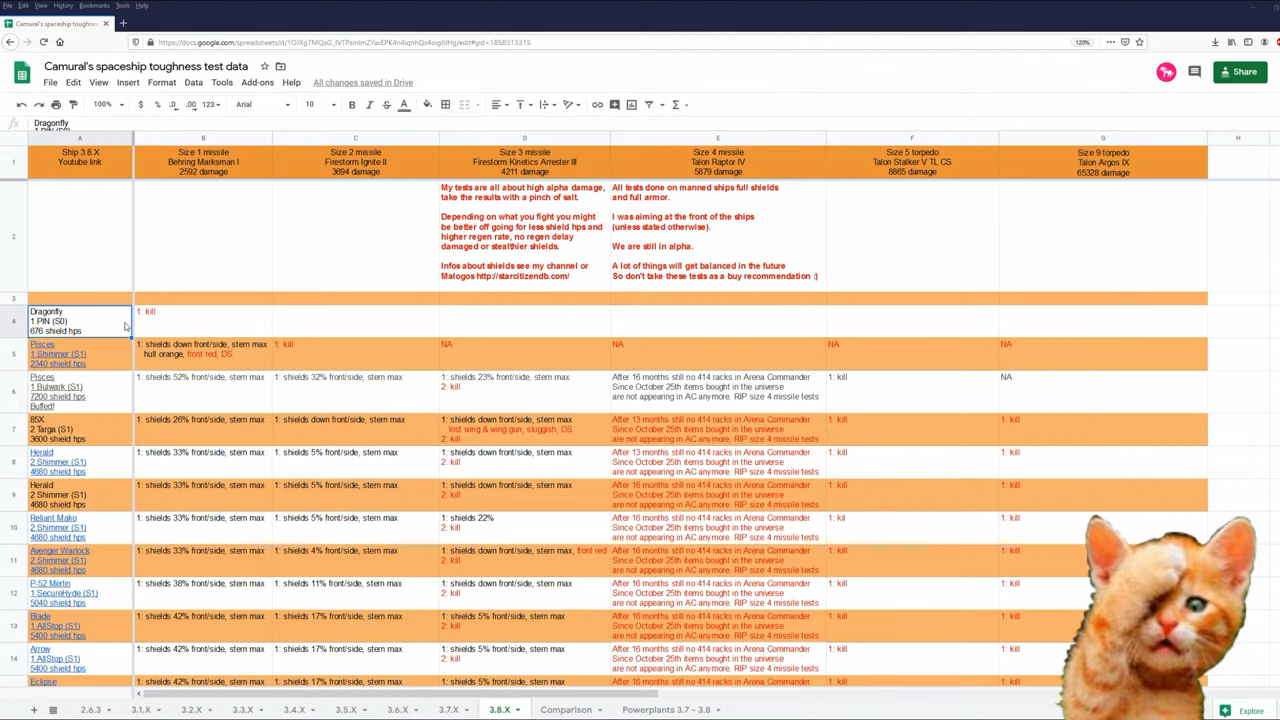 File Edit View History Bookmarks Tools Help
Camural's spaceship toughness te
https://docs.google.com/spreadsheets/d/
120%
Camural's spaceship toughness test data
File Edit View Insert Format Data Tools Add-ons Help All changes saved in Drive
Share
100% $ % .0 .00 123 Arial 10
Dragonfly
A B C D E F G H
1 Ship 3.8.X
Youtube link
Size 1 missile
Behring Marksman I
2592 damage
Size 2 missile
Firestorm Ignite II
3694 damage
Size 3 missile
Firestorm Kinetics Arrester III
4211 damage
Size 4 missile
Talon Raptor IV
5879 damage
Size 5 torpedo
Talon Stalker V TL CS
8865 damage
Size 9 torpedo
Talon Argos IX
65328 damage
2
My tests are all about high alpha damage,
take the results with a pinch of salt.
Depending on what you fight you might
be better off going for less shield hps and
higher regen rate, no regen delay
damaged or stealthier shields.
Infos about shields see my channel or
Malogos http://starcitizendb.com/
All tests done on manned ships full shields
and full armor.
I was aiming at the front of the ships
(unless stated otherwise).
We are still in alpha.
A lot of things will get balanced in the future
So don't take these tests as a buy recommendation :)
3
4
Dragonfly
1 PIN (S0)
676 shield hps
1: kill
5
Pisces
1 Shimmer (S1)
2340 shield hps
1: shields down front/side, stern max
hull orange, front red, DS
1: kill
NA
NA
NA
NA
6
Pisces
1 Bulwark (S1)
7200 shield hps
Buffed!
1: shields 52% front/side, stern max
1: shields 32% front/side, stern max
1: shields 23% front/side, stern max
2: kill
After 16 months still no 414 racks in Arena Commander
Since October 25th items bought in the universe
are not appearing in AC anymore. RIP size 4 missile tests
1: kill
NA
7
85X
2 Targa (S1)
3600 shield hps
1: shields 26% front/side, stern max
1: shields down front/side, stern max
1: shields down front/side, stern max
lost wing & wing gun, sluggish, DS
2: kill
After 13 months still no 414 racks in Arena Commander
Since October 25th items bought in the universe
are not appearing in AC anymore. RIP size 4 missile tests
1: kill
1: kill
8
Herald
2 Shimmer (S1)
4680 shield hps
1: shields 33% front/side, stern max
1: shields 5% front/side, stern max
1: shields down front/side, stern max
2: kill
After 13 months still no 414 racks in Arena Commander
Since October 25th items bought in the universe
are not appearing in AC anymore. RIP size 4 missile tests
1: kill
1: kill
9
Herald
2 Shimmer (S1)
4680 shield hps
1: shields 33% front/side, stern max
1: shields 5% front/side, stern max
1: shields down front/side, stern max
2: kill
After 16 months still no 414 racks in Arena Commander
Since October 25th items bought in the universe
are not appearing in AC anymore. RIP size 4 missile tests
1: kill
1: kill
10
Reliant Mako
2 Shimmer (S1)
4680 shield hps
1: shields 33% front/side, stern max
1: shields 5% front/side, stern max
1: shields 22%
2: kill
After 16 months still no 414 racks in Arena Commander
Since October 25th items bought in the universe
are not appearing in AC anymore. RIP size 4 missile tests
1: kil
1: kill
11
Avenger Warlock
2 Shimmer (S1)
4680 shield hps
1: shields 33% front/side, stern max
1: shields 4% front/side, stern max
1: shields down front/side, stern max, front red
2: kill
After 16 months still no 414 racks in Arena Commander
Since October 25th items bought in the universe
are not appearing in AC anymore. RIP size 4 missile tests
1: kill
1: kill
12
P-52 Merlin
1 SecureHyde (S1)
5040 shield hps
1: shields 38% front/side, stern max
1: shields 11% front/side, stern max
1: shields down front/side, stern max
2: kill
After 16 months still no 414 racks in Arena Commander
Since October 25th items bought in the universe
are not appearing in AC anymore. RIP size 4 missile tests
1: kill
1: kill
13
Blade
1 AllStop (S1)
5400 shield hps
1: shields 42% front/side, stern max
1: shields 17% front/side, stern max
1: shields 5% front/side, stern max
2: kill
After 16 months still no 414 racks in Arena Commander
Since October 25th items bought in the universe
are not appearing in AC anymore. RIP size 4 missile tests
1: kill
1: kill
14
Arrow
1 AllStop (S1)
5400 shield hps
1: shields 42% front/side, stern max
1: shields 17% front/side, stern max
1: shields 5% front/side, stern max
2: kill
After 16 months still no 414 racks in Arena Commander
Since October 25th items bought in the universe
are not appearing in AC anymore. RIP size 4 missile tests
1: kill
1: kill
Eclipse
1: shields 42% front/side, stern max
1: shields 17% front/side, stern max
1: shields 5% front/side, stern max
After 16 months still no 414 racks in Arena Commander
1: kill
1: kill
2.6.3 3.1.X 3.2.X 3.3.X 3.4.X 3.5.X 3.6.X 3.7.X 3.8.X Comparison Powerplants 3.7 - 3.8
Explore